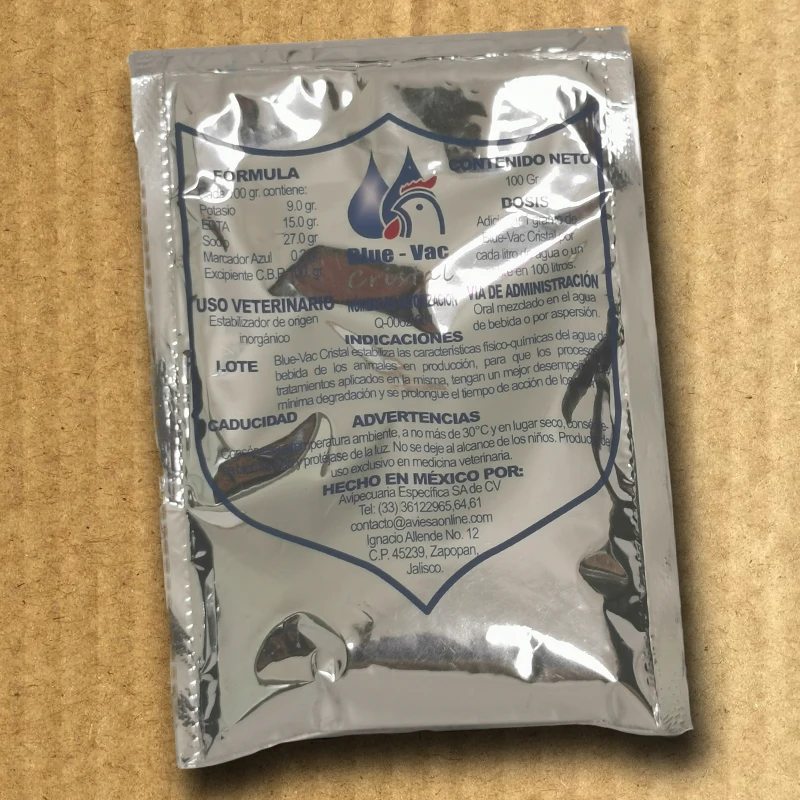 FORMULA
100 gr. contiene:
Potasio 9.0 gr.
EDTA 15.0 gr.
Sodio 27.0 gr.
Marcador Azul
Excipiente C.B.P.
USO VETERINARIO
Estabilizador de origen
inorgánico
LOTE
CADUCIDAD
Blue - Vac
Cristal
CONTENIDO NETO
100 Gr.
DOSIS
Blue-Vac Cristal por
cada litro de agua o un
en 100 litros.
VIA DE ADMINISTRACIÓN
Oral mezclado en el agua
de bebida o por aspersión.
INDICACIONES
Blue-Vac Cristal estabiliza las características físico-químicas del agua de
bebida de los animales en producción, para que los procesos
tratamientos aplicados en la misma, tengan un mejor desempeño
mínima degradación y se prolongue el tiempo de acción de los
ADVERTENCIAS
temperatura ambiente, a no más de 30°C y en lugar seco,
y protéjase de la luz. No se deje al alcance de los niños. Producto de
uso exclusivo en medicina veterinaria.
HECHO EN MÉXICO POR:
Avipecuaria Específica SA de CV
Tel: (33) 36122965,64,61
contacto@aviesaonline.com
Ignacio Allende No. 12
C.P. 45239, Zapopan,
Jalisco.